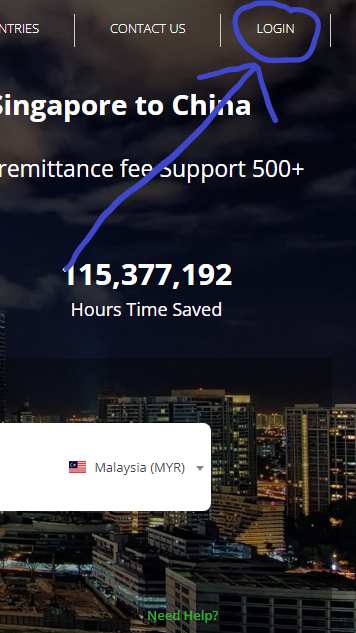 NTRIES
CONTACT US
LOGIN
Singapore to China
remittance fee Support 500+
115,377,192
Hours Time Saved
Malaysia (MYR)
Need Help?